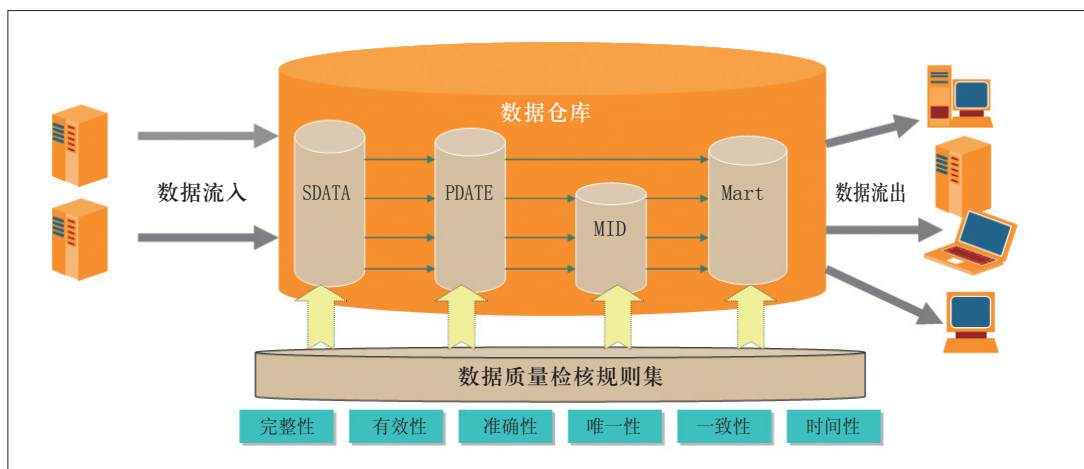 数据仓库
数据流入
SDATA
PDATE
MID
Mart
数据流出
数据质量检核规则集
完整性
有效性
准确性
唯一性
一致性
时间性